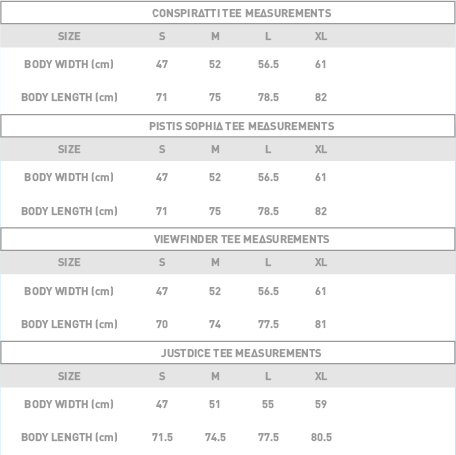 CONSPIRATTI TEE MEASUREMENTS
SIZE S M L XL
BODY WIDTH (cm) 47 52 56.5 61
BODY LENGTH (cm) 71 75 78.5 82
PISTIS SOPHIA TEE MEASUREMENTS
SIZE S M L XL
BODY WIDTH (cm) 47 52 56.5 61
BODY LENGTH (cm) 71 75 78.5 82
VIEWFINDER TEE MEASUREMENTS
SIZE S M L XL
BODY WIDTH (cm) 47 52 56.5 61
BODY LENGTH (cm) 70 74 77.5 81
JUSTDICE TEE MEASUREMENTS
SIZE S M L XL
BODY WIDTH (cm) 47 51 55 59
BODY LENGTH (cm) 71.5 74.5 77.5 80.5